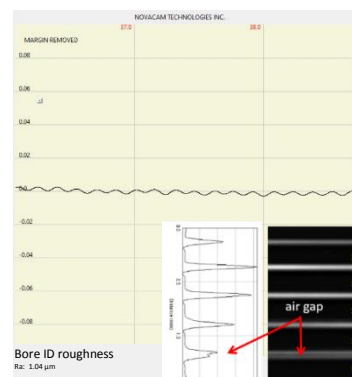 NOVACAM TECHNOLOGIES INC.
37.0 38.0
MARGIN REMOVED
0.08
0.04
0.02
0.0
-0.02
-0.04
-0.06
-0.08
air gap
Bore ID roughness
Ra: 1.04 µm